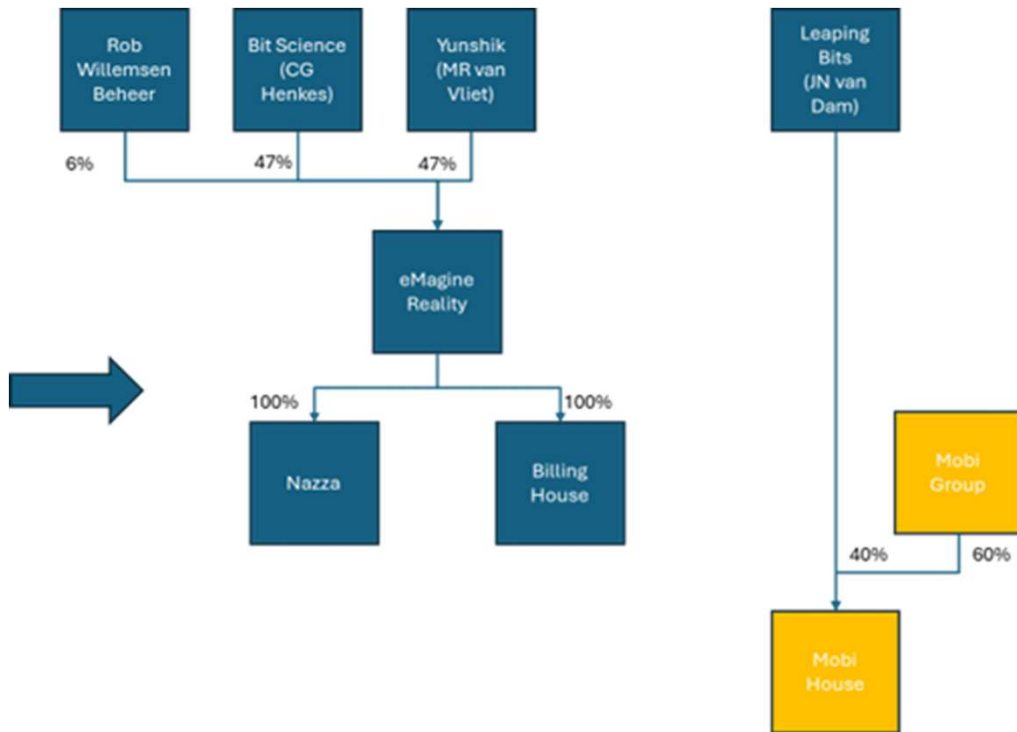 Rob
Willemsen
Beheer
Bit Science
(CG
Henkes)
Yunshik
(MR van
Vliet)
Leaping
Bits
(JN van
Dam)
6%
47%
47%
eMagine
Reality
100%
100%
Nazza
Billing
House
Mobi
Group
40%
60%
Mobi
House